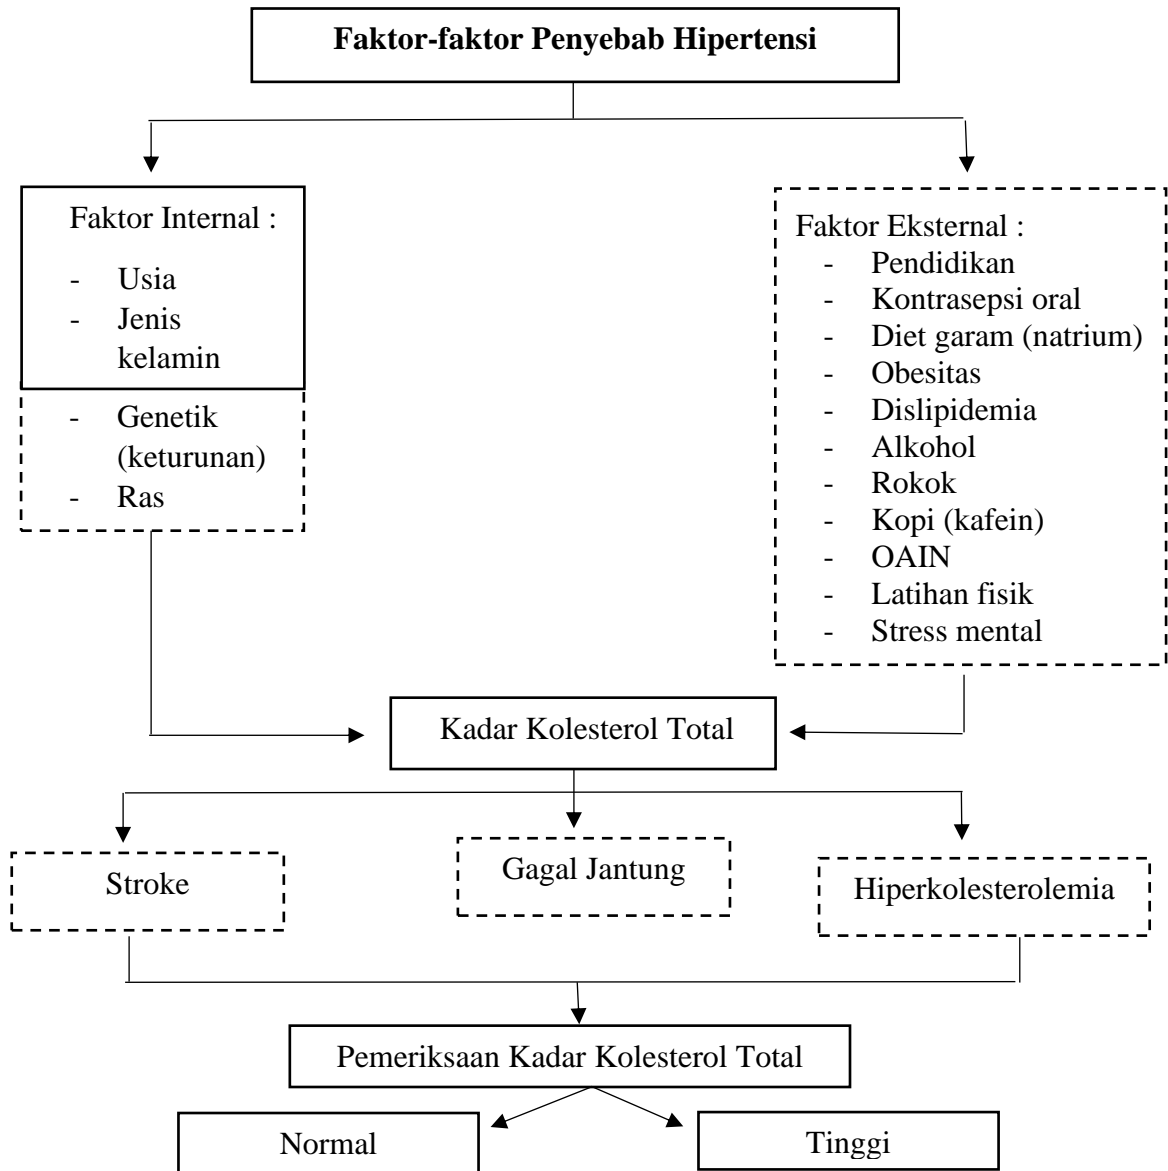 Faktor-faktor Penyebab Hipertensi
Faktor Internal :
- Usia
- Jenis
kelamin
- Genetik
(keturunan)
- Ras
Faktor Eksternal :
- Pendidikan
- Kontrasepsi oral
- Diet garam (natrium)
- Obesitas
- Dislipidemia
- Alkohol
- Rokok
- Kopi (kafein)
- OAIN
- Latihan fisik
- Stress mental
Kadar Kolesterol Total
Stroke
Gagal Jantung
Hiperkolesterolemia
Pemeriksaan Kadar Kolesterol Total
Normal
Tinggi